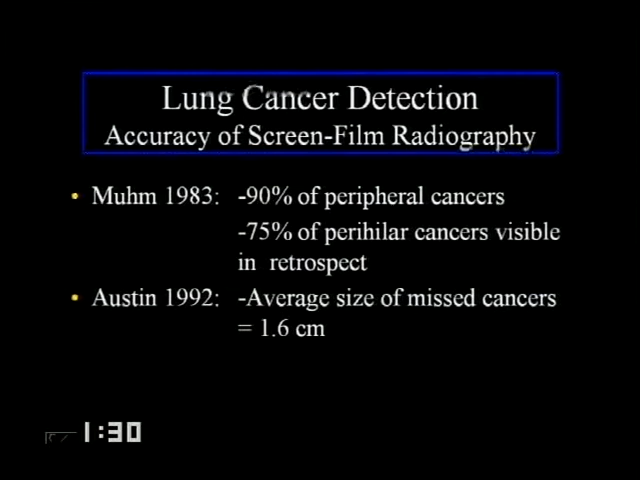 Lung Cancer Detection
Accuracy of Screen-Film Radiography
• Muhm 1983: -90% of peripheral cancers
-75% of perihilar cancers visible
in retrospect
• Austin 1992: -Average size of missed cancers
= 1.6 cm
1:30